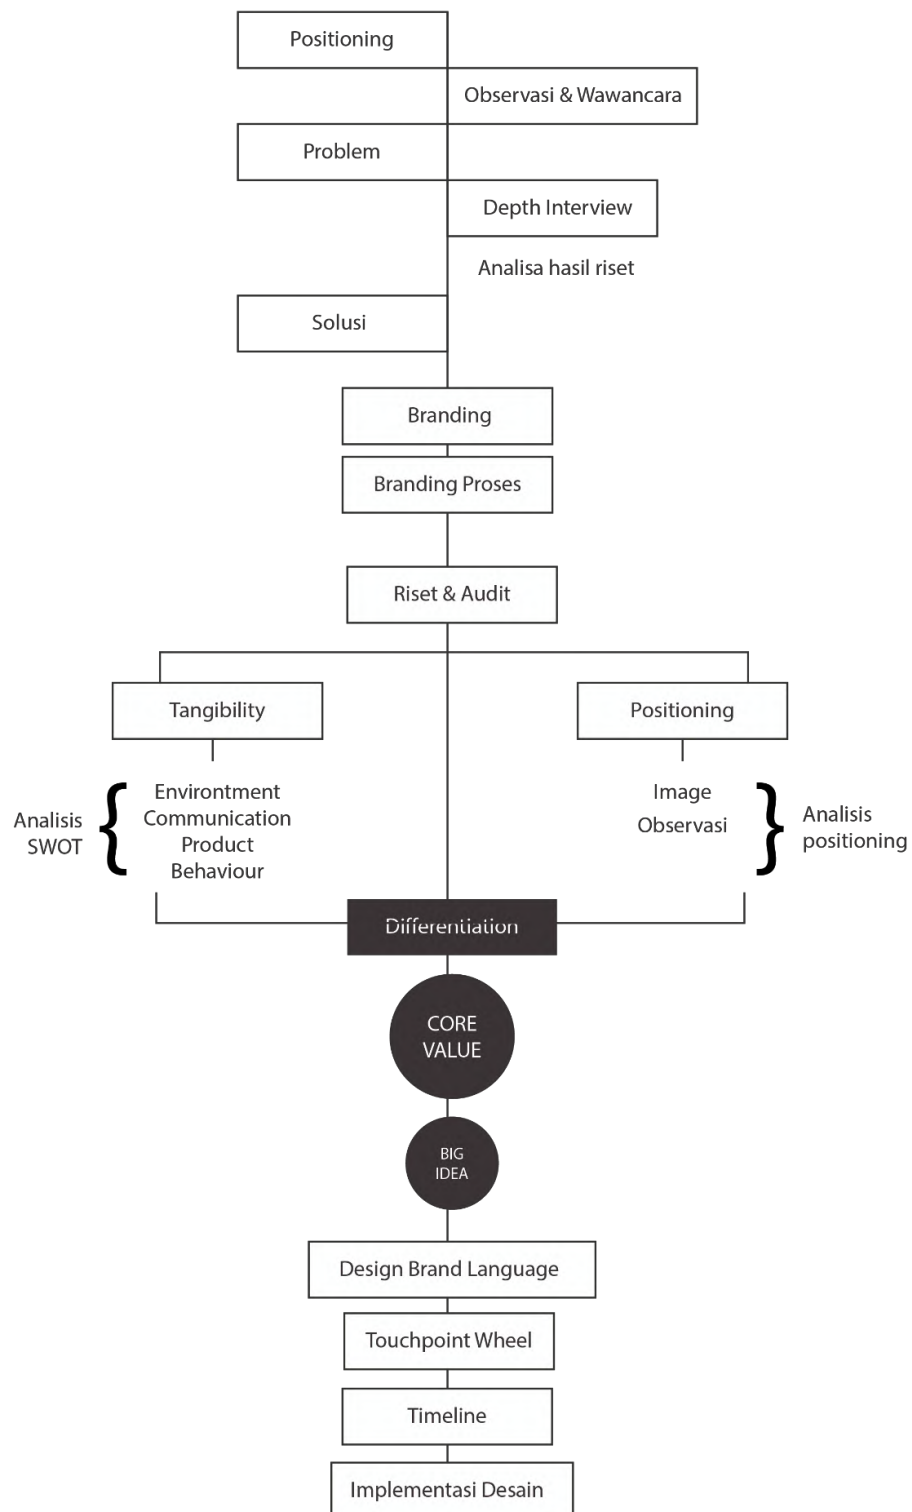 Positioning
Observasi & Wawancara
Problem
Depth Interview
Analisa hasil riset
Solusi
Branding
Branding Proses
Riset & Audit
Tangibility
Positioning
Analisis
SWOT
{
Environtment
Communication
Product
Behaviour
Image
Observasi
}
Analisis
positioning
Differentiation
CORE
VALUE
BIG
IDEA
Design Brand Language
Touchpoint Wheel
Timeline
Implementasi Desain